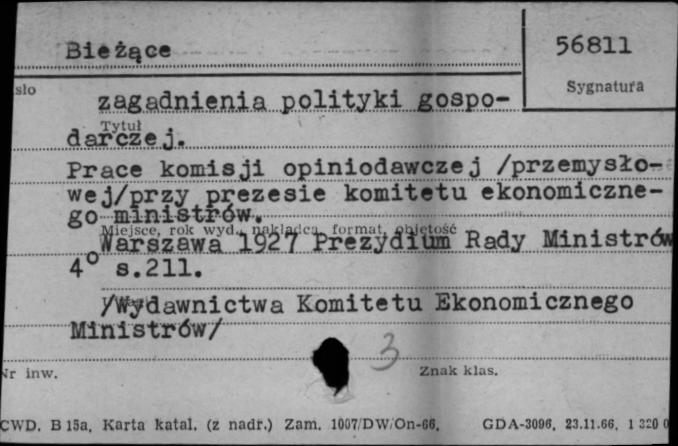 Bieżące
56811
Sygnatura
sło
zagadnienia polityki gospo-
Tytuł
darczej.
Prace komisji opiniodawczej /przemysło-
wej/przy prezesie komitetu ekonomiczne-
go ministrów.
Miejsce, rok wyd., nakładca, format, objętość
Warszawa 1927 Prezydium Rady Ministrów
4° s.211.
/Wydawnictwa Komitetu Ekonomicznego
Ministrów/
3
Nr inw.
Znak klas.
CWD. B 15a, Karta katal. (z nadr.) Zam. 1007/DW/On-66. GDA-3096, 23.11.66, 1 320 0